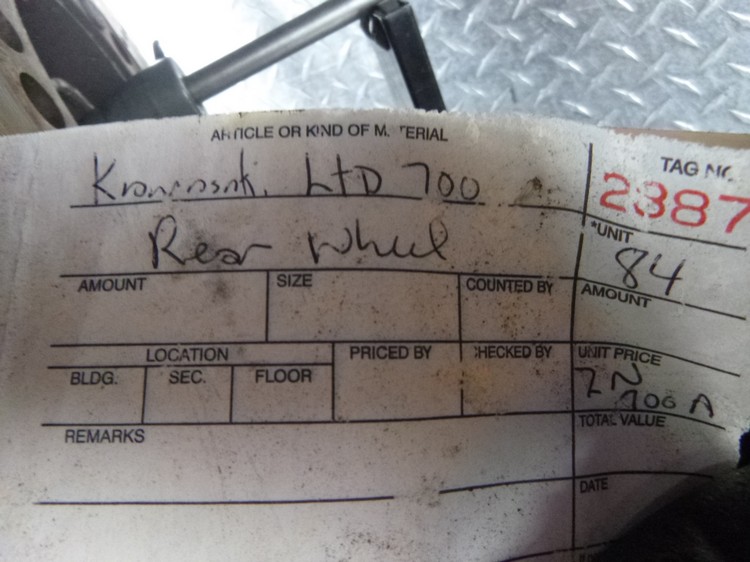 ARTICLE OR KIND OF MATERIAL
Kawasaki LTD 700
TAG NO.
2387
Rear Wheel
*UNIT
84
AMOUNT
SIZE
COUNTED BY
AMOUNT
LOCATION
PRICED BY
CHECKED BY
UNIT PRICE
BLDG.
SEC.
FLOOR
ZN
700 A
REMARKS
TOTAL VALUE
DATE